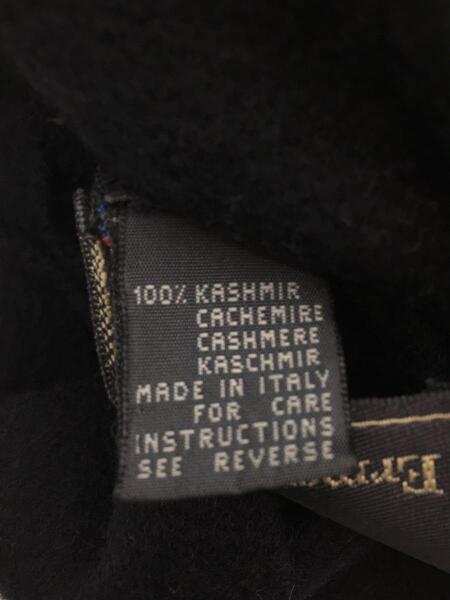 100% KASHMIR
CACHEMIRE
CASHMERE
KASCHMIR
MADE IN ITALY
FOR CARE
INSTRUCTIONS
SEE REVERSE